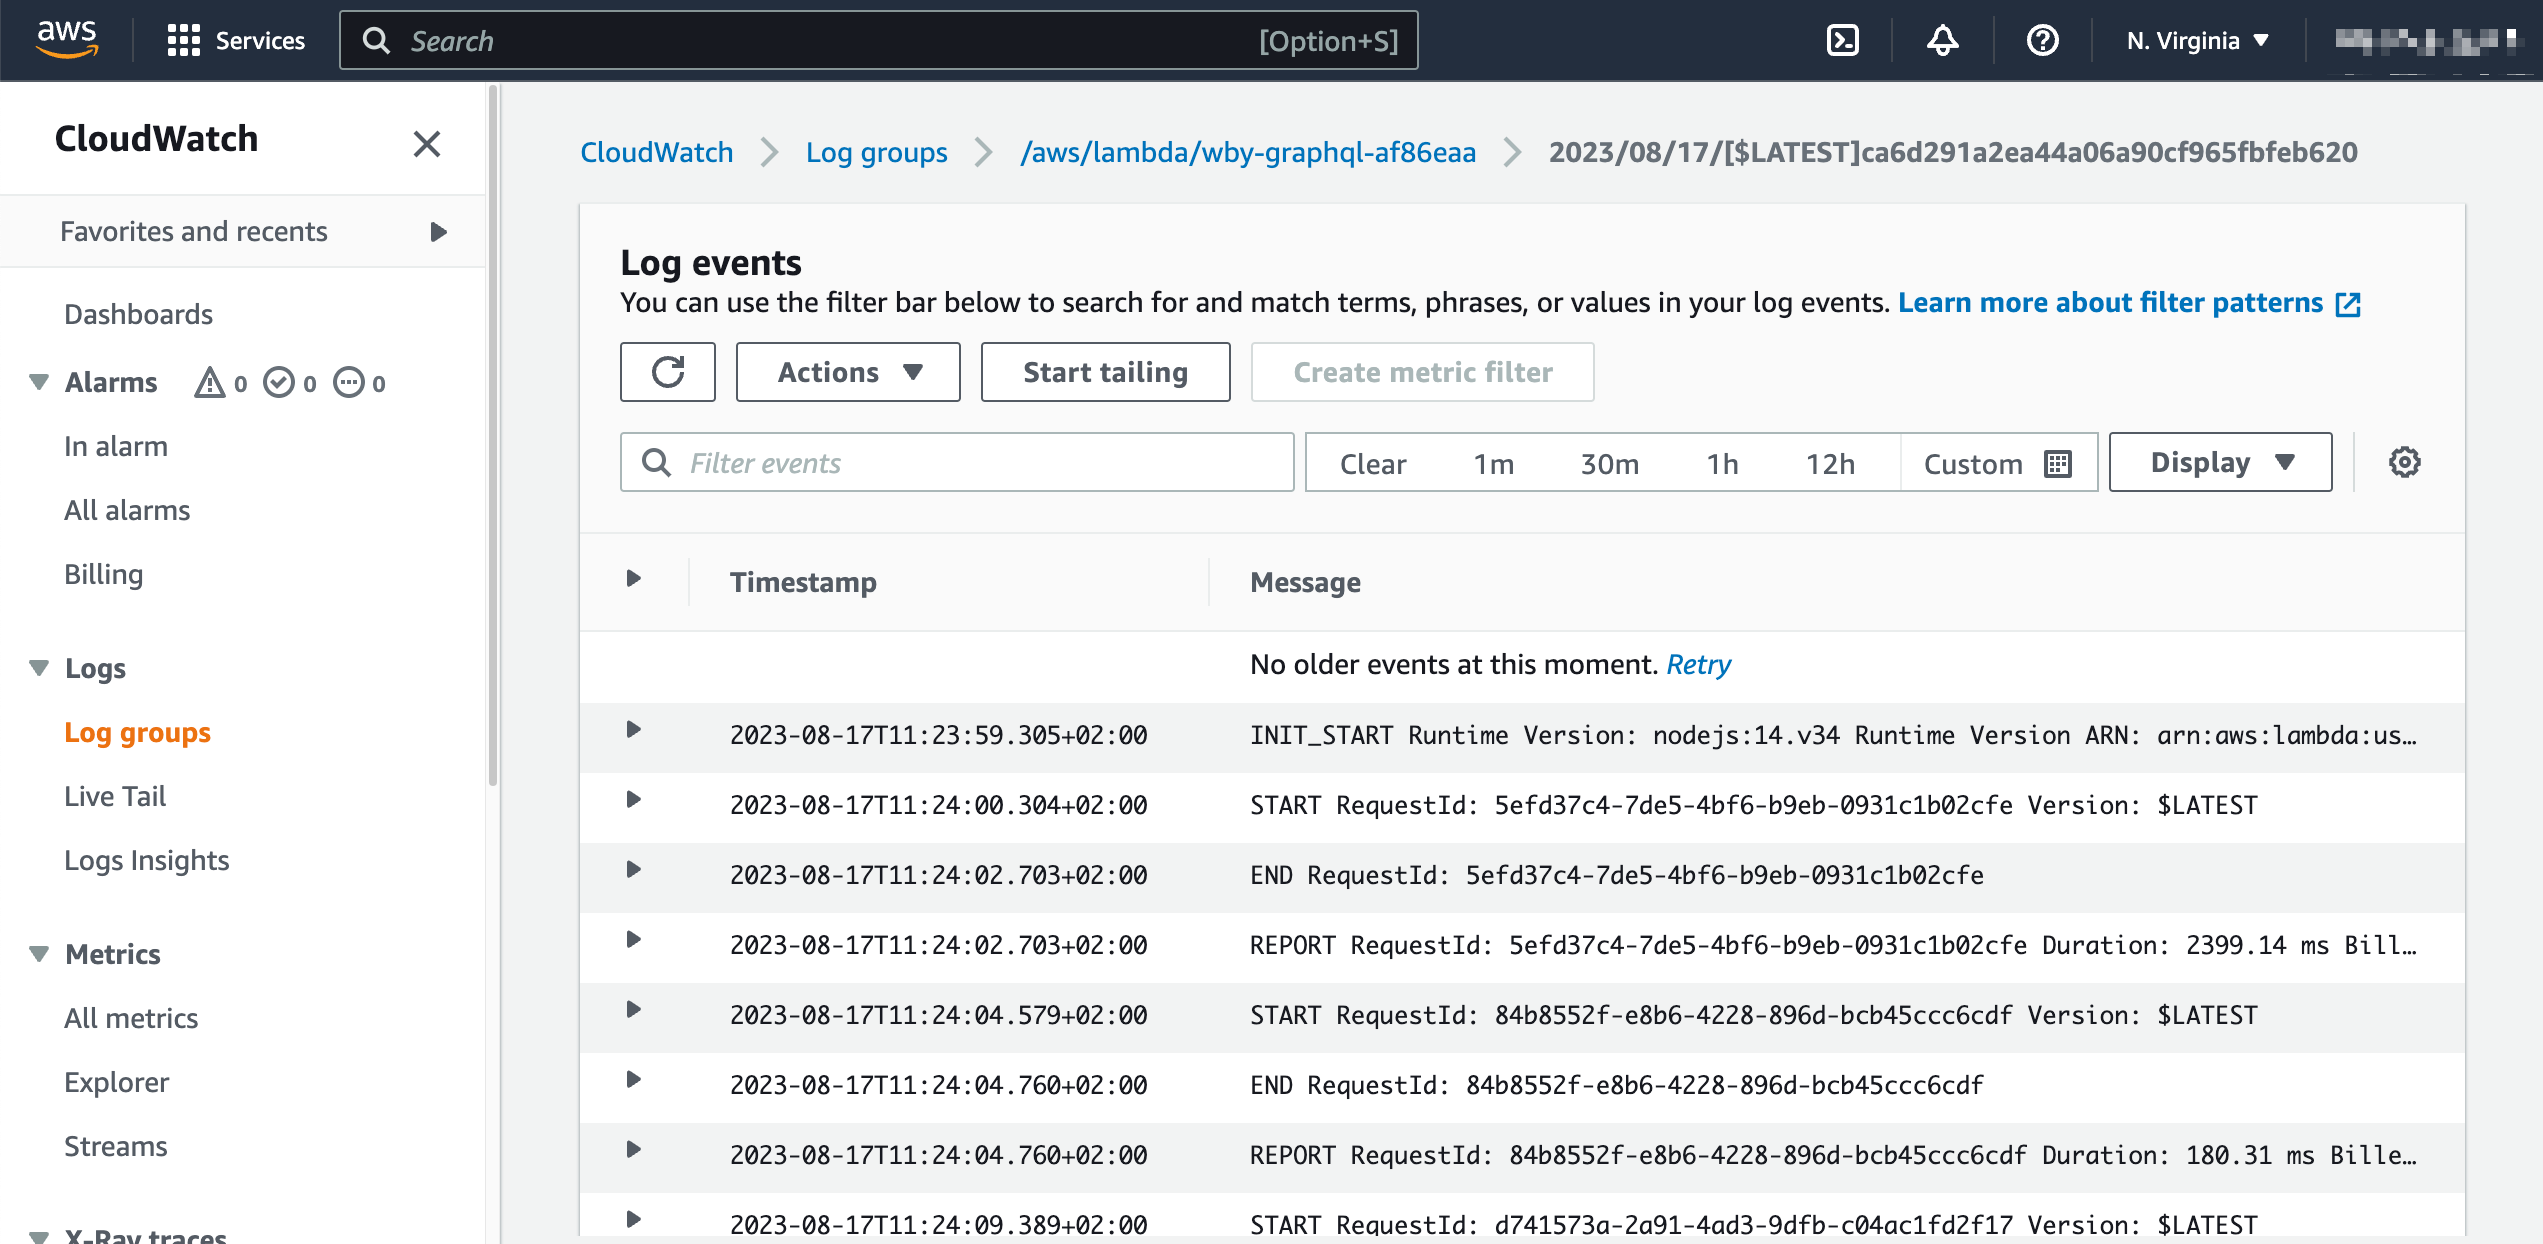 aws
Services
Search
[Option+S]
N. Virginia
CloudWatch
Favorites and recents
Dashboards
Alarms 0 0 0
In alarm
All alarms
Billing
Logs
Log groups
Live Tail
Logs Insights
Metrics
All metrics
Explorer
Streams
X-Ray traces
CloudWatch
Log groups
/aws/lambda/wby-graphql-af86eaa
2023/08/17/[$LATEST]ca6d291a2ea44a06a90cf965fbfeb620
Log events
You can use the filter bar below to search for and match terms, phrases, or values in your log events. Learn more about filter patterns
Actions
Start tailing
Create metric filter
Filter events
Clear 1m 30m 1h 12h Custom
Display
Timestamp Message
No older events at this moment. Retry
2023-08-17T11:23:59.305+02:00 INIT_START Runtime Version: nodejs:14.v34 Runtime Version ARN: arn:aws:lambda:us…
2023-08-17T11:24:00.304+02:00 START RequestId: 5efd37c4-7de5-4bf6-b9eb-0931c1b02cfe Version: $LATEST
2023-08-17T11:24:02.703+02:00 END RequestId: 5efd37c4-7de5-4bf6-b9eb-0931c1b02cfe
2023-08-17T11:24:02.703+02:00 REPORT RequestId: 5efd37c4-7de5-4bf6-b9eb-0931c1b02cfe Duration: 2399.14 ms Bill…
2023-08-17T11:24:04.579+02:00 START RequestId: 84b8552f-e8b6-4228-896d-bcb45ccc6cdf Version: $LATEST
2023-08-17T11:24:04.760+02:00 END RequestId: 84b8552f-e8b6-4228-896d-bcb45ccc6cdf
2023-08-17T11:24:04.760+02:00 REPORT RequestId: 84b8552f-e8b6-4228-896d-bcb45ccc6cdf Duration: 180.31 ms Bille…
2023-08-17T11:24:09.389+02:00 START RequestId: d741573a-2a91-4ad3-9dfb-c04ac1fd2f17 Version: $LATEST